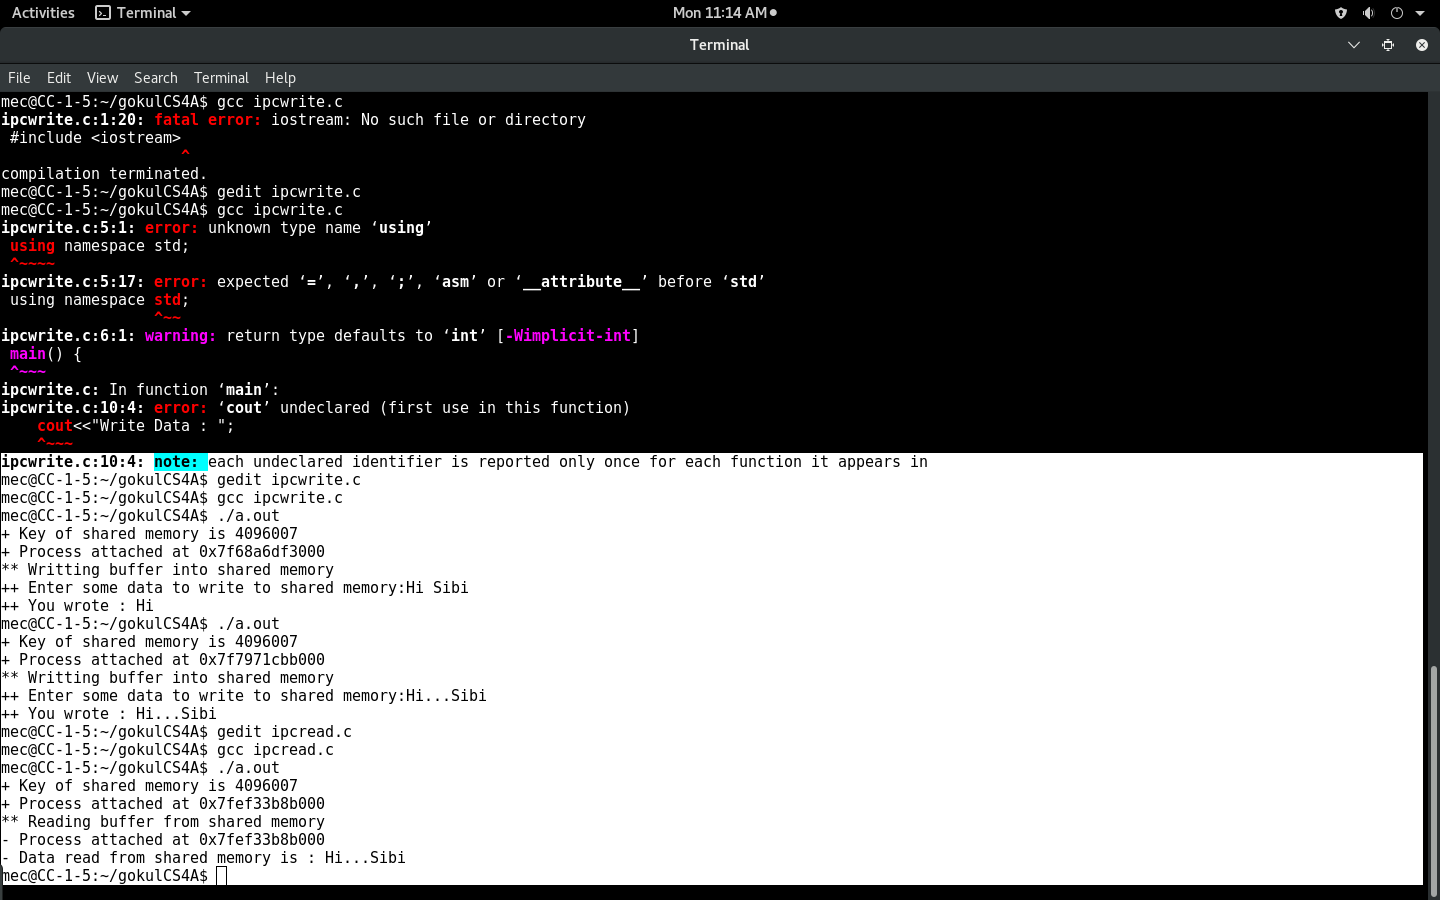 Activities Terminal Mon 11:14 AM
Terminal
File Edit View Search Terminal Help
mec@CC-1-5:~/gokulCS4A$ gcc ipcwrite.c
ipcwrite.c:1:20: fatal error: iostream: No such file or directory
 #include <iostream>
                    ^
compilation terminated.
mec@CC-1-5:~/gokulCS4A$ gedit ipcwrite.c
mec@CC-1-5:~/gokulCS4A$ gcc ipcwrite.c
ipcwrite.c:5:1: error: unknown type name ‘using’
 using namespace std;
 ^~~~~
ipcwrite.c:5:17: error: expected ‘=’, ‘,’, ‘;’, ‘asm’ or ‘__attribute__’ before ‘std’
 using namespace std;
                 ^~~
ipcwrite.c:6:1: warning: return type defaults to ‘int’ [-Wimplicit-int]
 main() {
 ^~~~
ipcwrite.c: In function ‘main’:
ipcwrite.c:10:4: error: ‘cout’ undeclared (first use in this function)
    cout<<"Write Data : ";
    ^~~~
ipcwrite.c:10:4: note: each undeclared identifier is reported only once for each function it appears in
mec@CC-1-5:~/gokulCS4A$ gedit ipcwrite.c
mec@CC-1-5:~/gokulCS4A$ gcc ipcwrite.c
mec@CC-1-5:~/gokulCS4A$ ./a.out
+ Key of shared memory is 4096007
+ Process attached at 0x7f68a6df3000
** Writting buffer into shared memory
++ Enter some data to write to shared memory:Hi Sibi
++ You wrote : Hi
mec@CC-1-5:~/gokulCS4A$ ./a.out
+ Key of shared memory is 4096007
+ Process attached at 0x7f7971cbb000
** Writting buffer into shared memory
++ Enter some data to write to shared memory:Hi...Sibi
++ You wrote : Hi...Sibi
mec@CC-1-5:~/gokulCS4A$ gedit ipcread.c
mec@CC-1-5:~/gokulCS4A$ gcc ipcread.c
mec@CC-1-5:~/gokulCS4A$ ./a.out
+ Key of shared memory is 4096007
+ Process attached at 0x7fef33b8b000
** Reading buffer from shared memory
- Process attached at 0x7fef33b8b000
- Data read from shared memory is : Hi...Sibi
mec@CC-1-5:~/gokulCS4A$